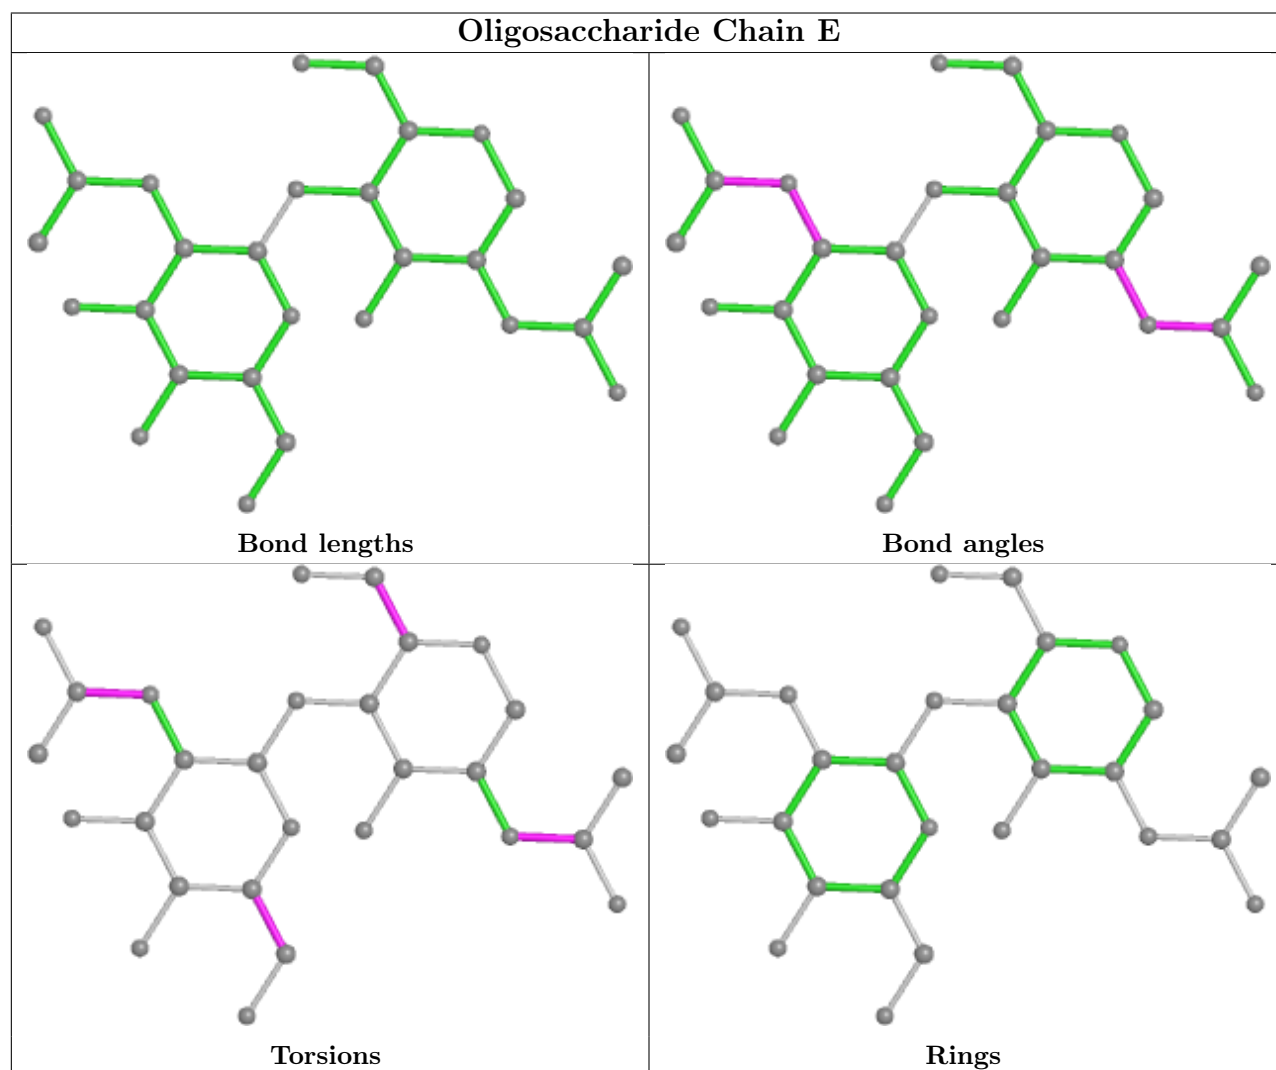 Oligosaccharide Chain E
Bond lengths
Bond angles
Torsions
Rings